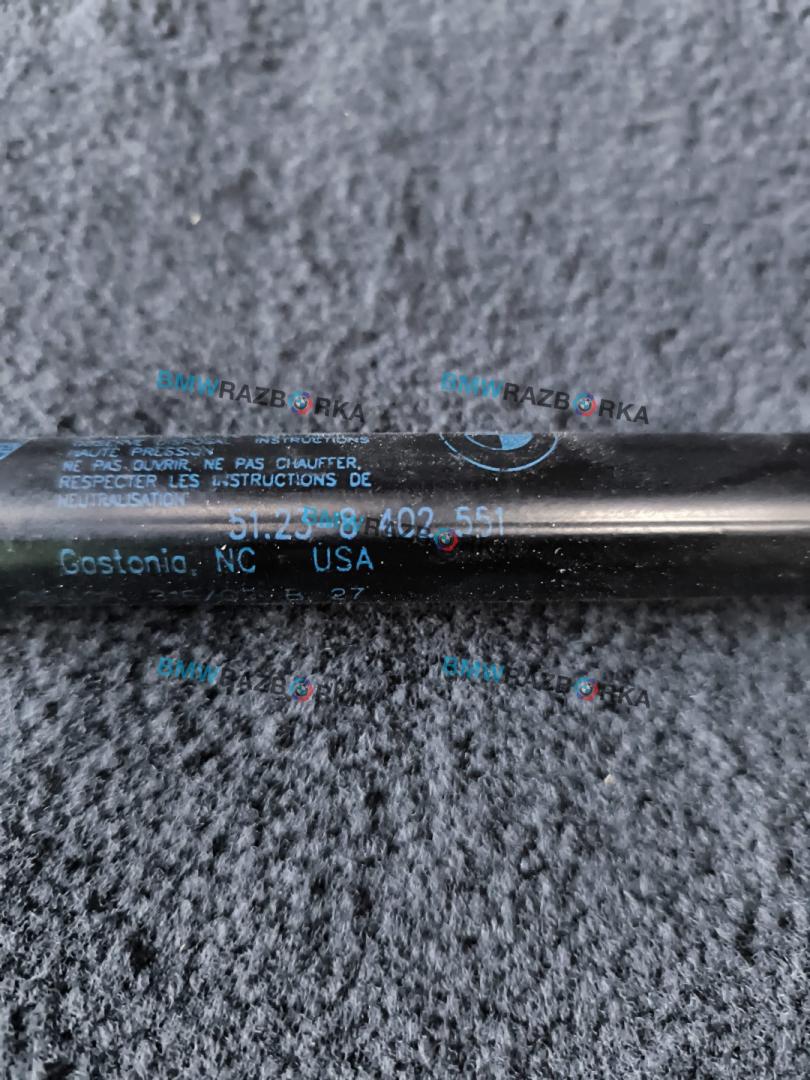 BMWRAZBORKA BMWRAZBORKA
INSTRUCTIONS
HAUTE PRESSION
NE PAS OUVRIR, NE PAS CHAUFFER,
RESPECTER LES INSTRUCTIONS DE
NEUTRALISATION
51.23 8 402 551
Gastonia, NC USA
BMWRAZBORKA BMWRAZBORKA